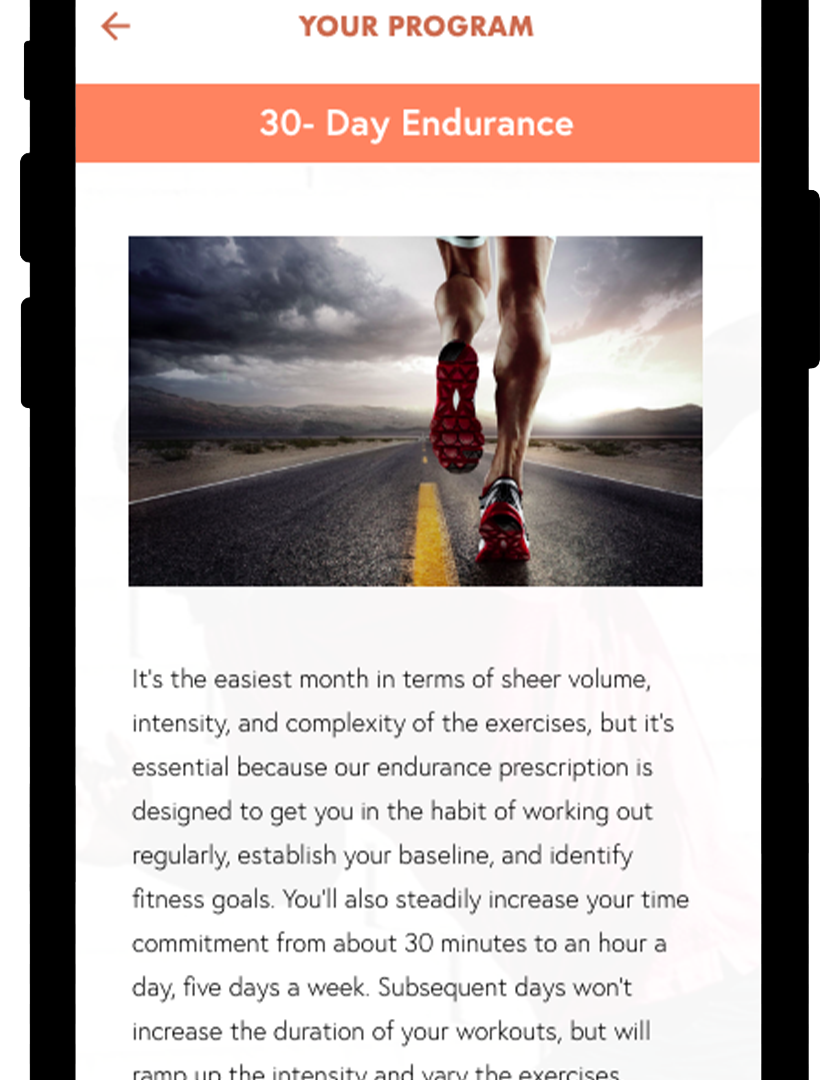 YOUR PROGRAM
30- Day Endurance
It's the easiest month in terms of sheer volume,
intensity, and complexity of the exercises, but it's
essential because our endurance prescription is
designed to get you in the habit of working out
regularly, establish your baseline, and identify
fitness goals. You'll also steadily increase your time
commitment from about 30 minutes to an hour a
day, five days a week. Subsequent days won't
increase the duration of your workouts, but will
ramp up the intensity and vary the exercises